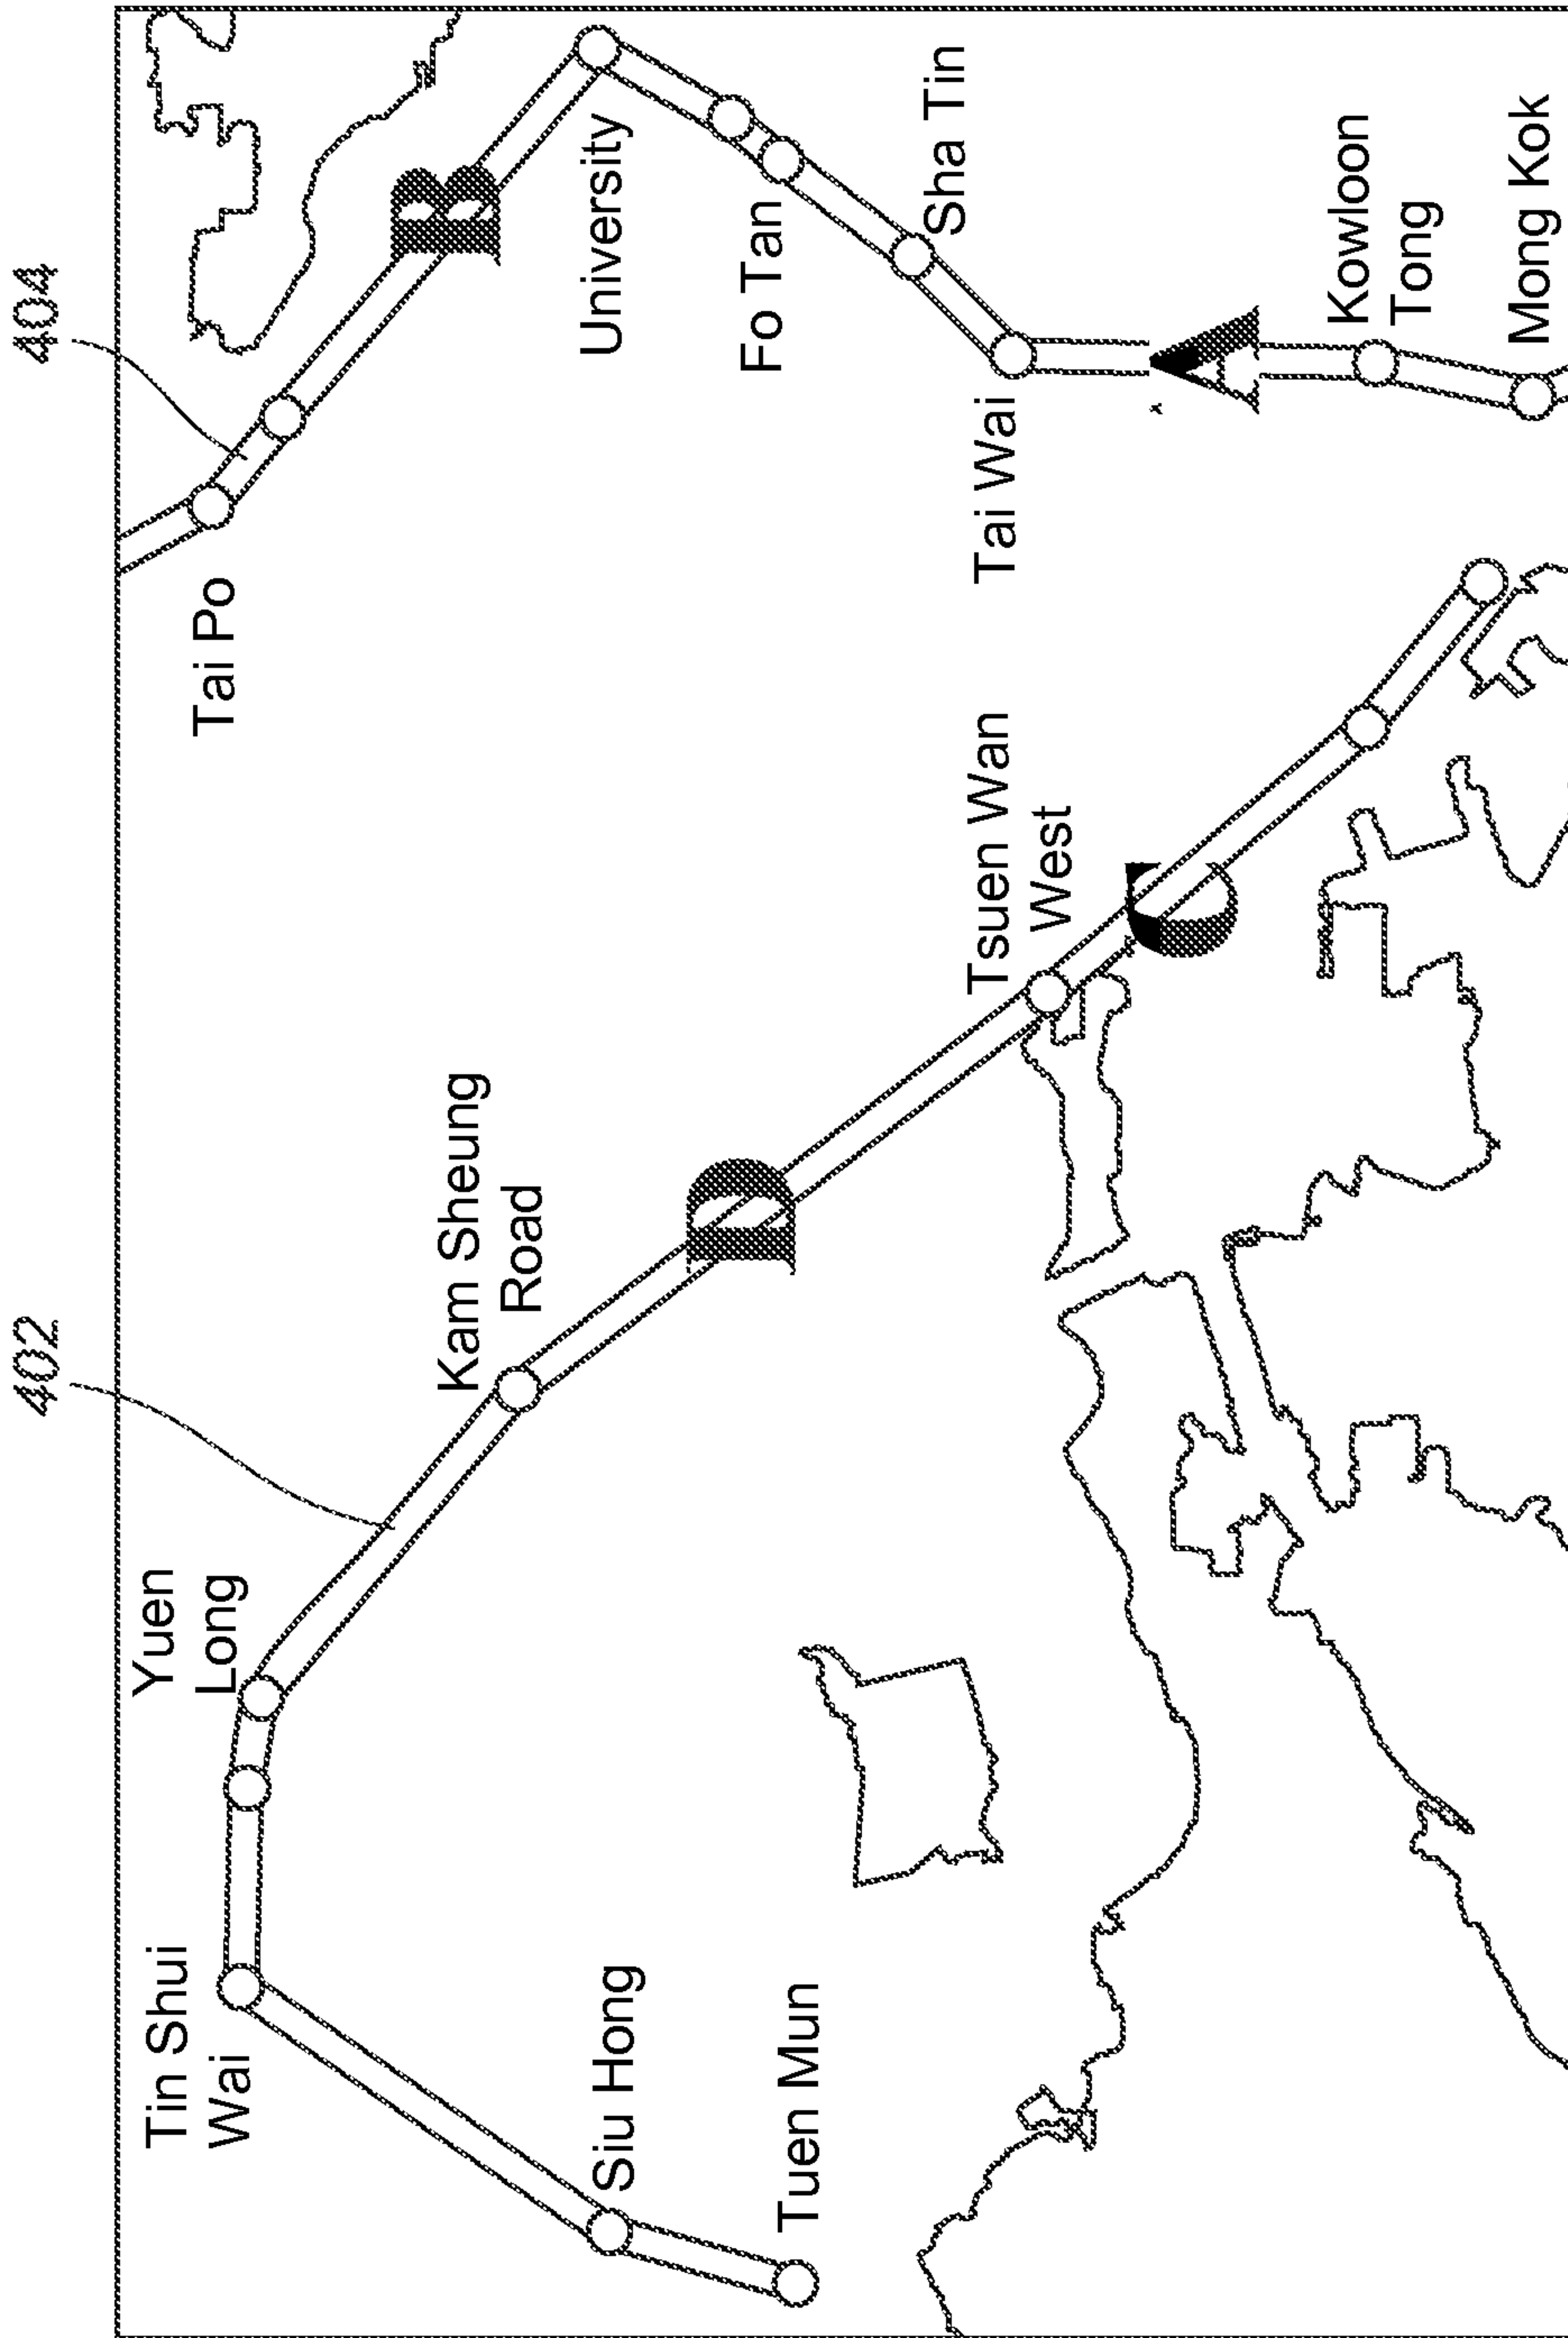 402
404
Yuen
Long
Tin Shui
Wai
Tai Po
Kam Sheung
Road
Siu Hong
University
Fo Tan
Tuen Mun
Sha Tin
Tsuen Wan
West
Tai Wai
Kowloon
Tong
Mong Kok